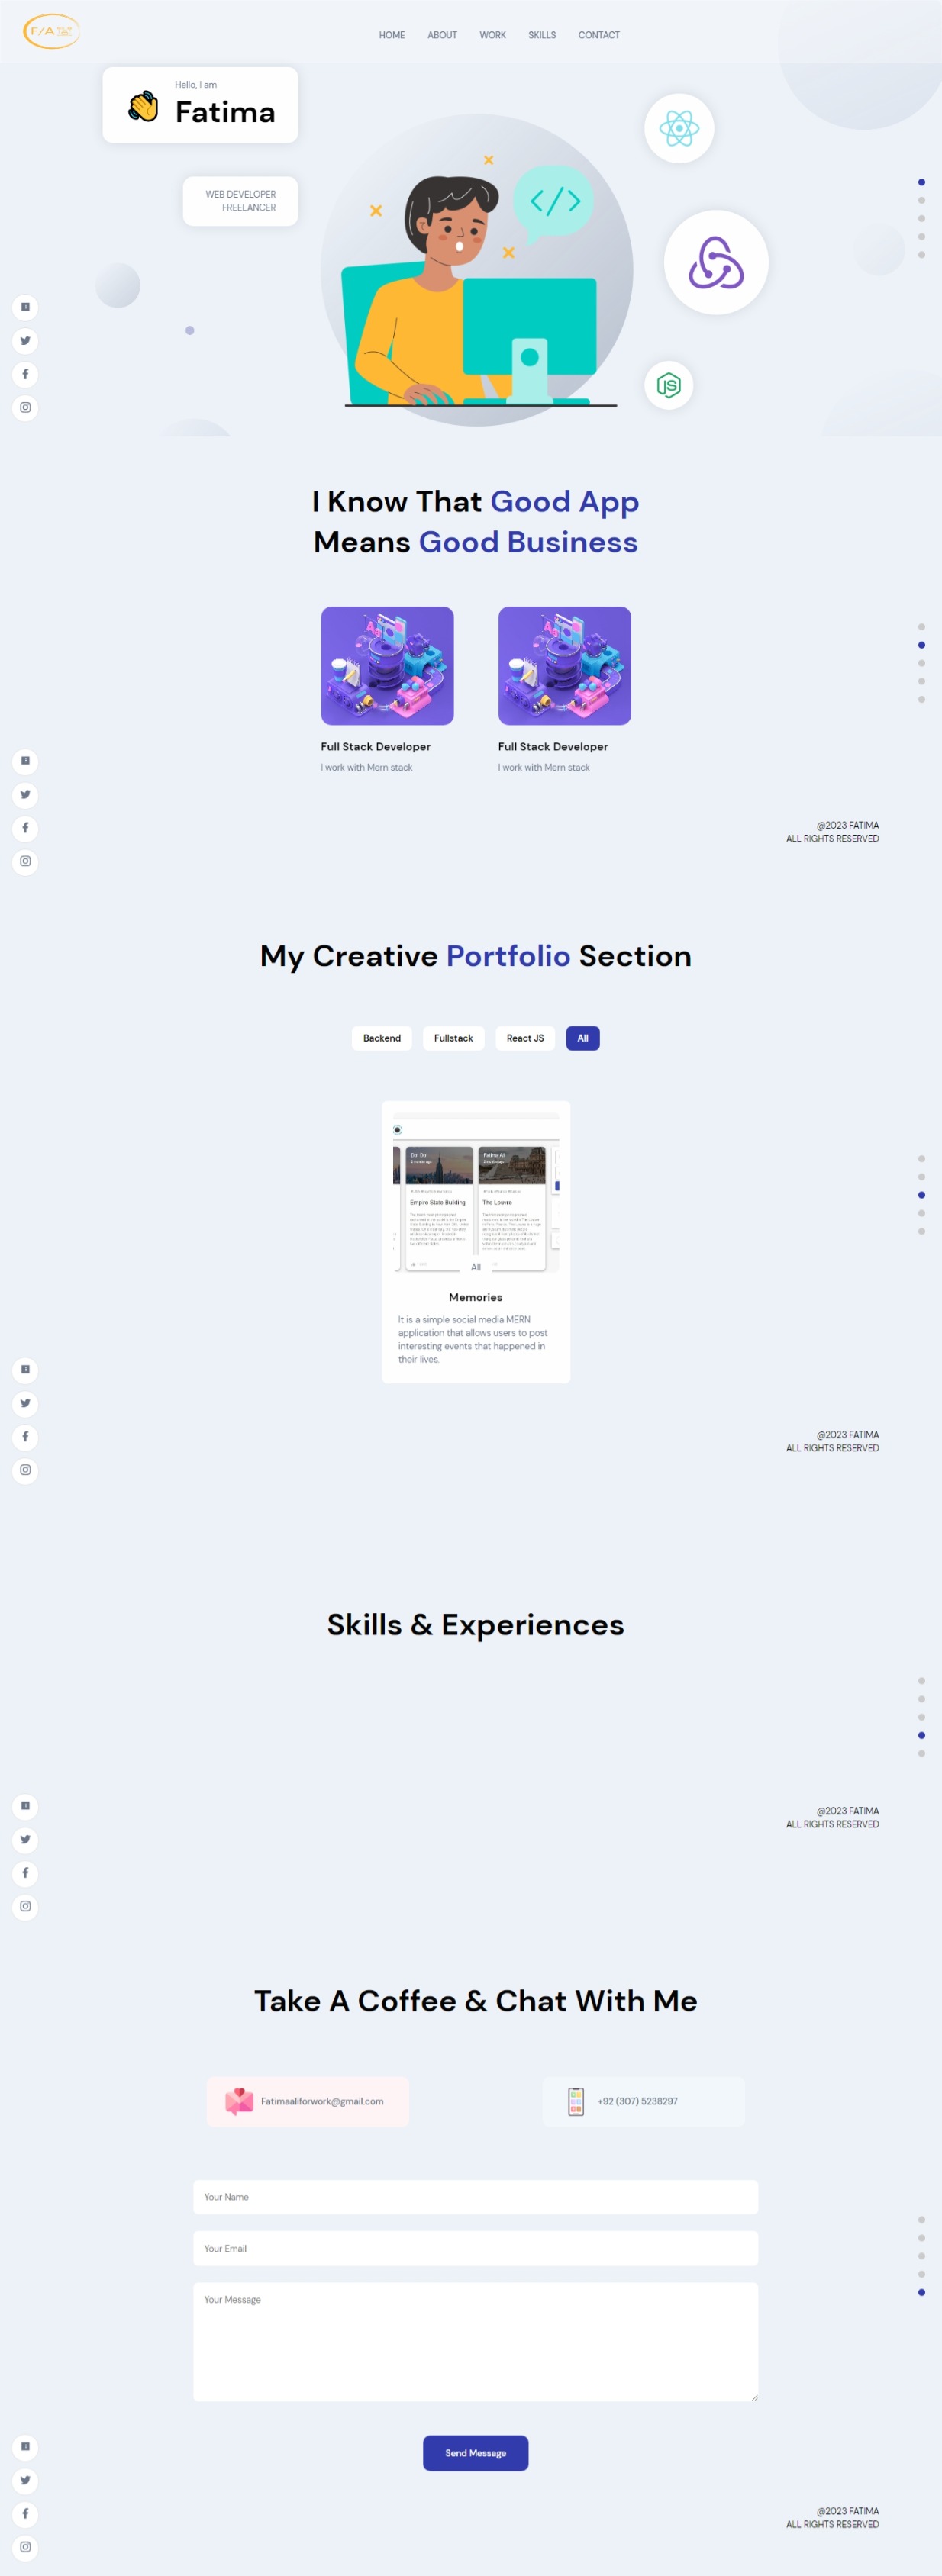 F/A
HOME ABOUT WORK SKILLS CONTACT
Hello, I am
Fatima
WEB DEVELOPER
FREELANCER
</>
JS
I Know That Good App
Means Good Business
Full Stack Developer
I work with Mern stack
Full Stack Developer
I work with Mern stack
@2023 FATIMA
ALL RIGHTS RESERVED
My Creative Portfolio Section
Backend Fullstack React JS All
Empire State Building
The Louvre
All
Memories
It is a simple social media MERN
application that allows users to post
interesting events that happened in
their lives.
@2023 FATIMA
ALL RIGHTS RESERVED
Skills & Experiences
@2023 FATIMA
ALL RIGHTS RESERVED
Take A Coffee & Chat With Me
Fatimaaliforwork@gmail.com
+92 (307) 5238297
Your Name
Your Email
Your Message
Send Message
@2023 FATIMA
ALL RIGHTS RESERVED